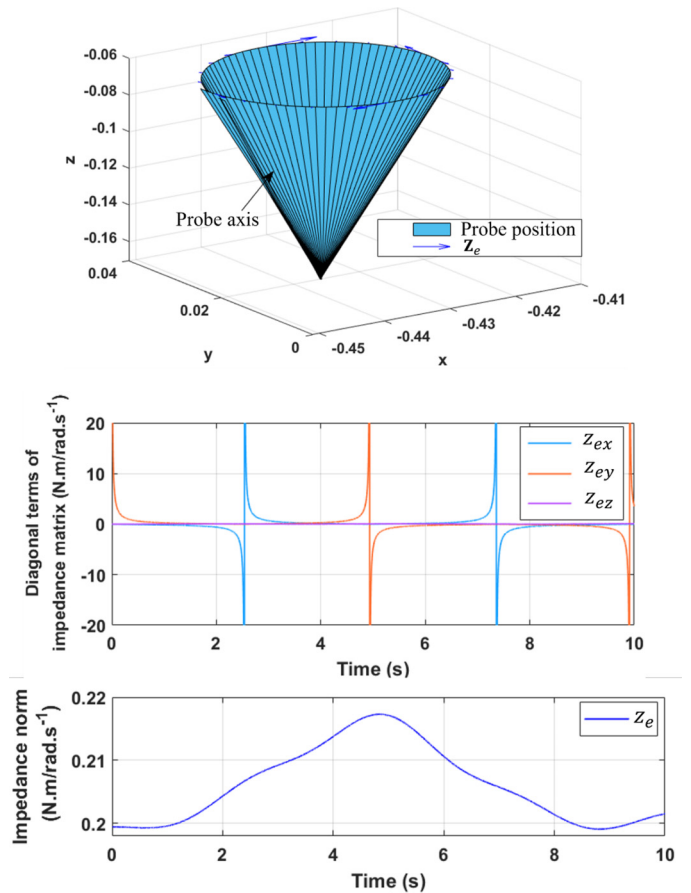 -0.06
-0.08
-0.1
-0.12
-0.14
-0.16
z
0.04
0.02
0
y
-0.45
-0.44
-0.43
-0.42
-0.41
x
Probe axis
Probe position
Z_e
20
10
0
-10
-20
Diagonal terms of
impedance matrix (N.m/rad.s⁻¹)
z_ex
z_ey
z_ez
0
2
4
6
8
10
Time (s)
0.22
0.21
0.2
Impedance norm
(N.m/rad.s⁻¹)
z_e
0
2
4
6
8
10
Time (s)